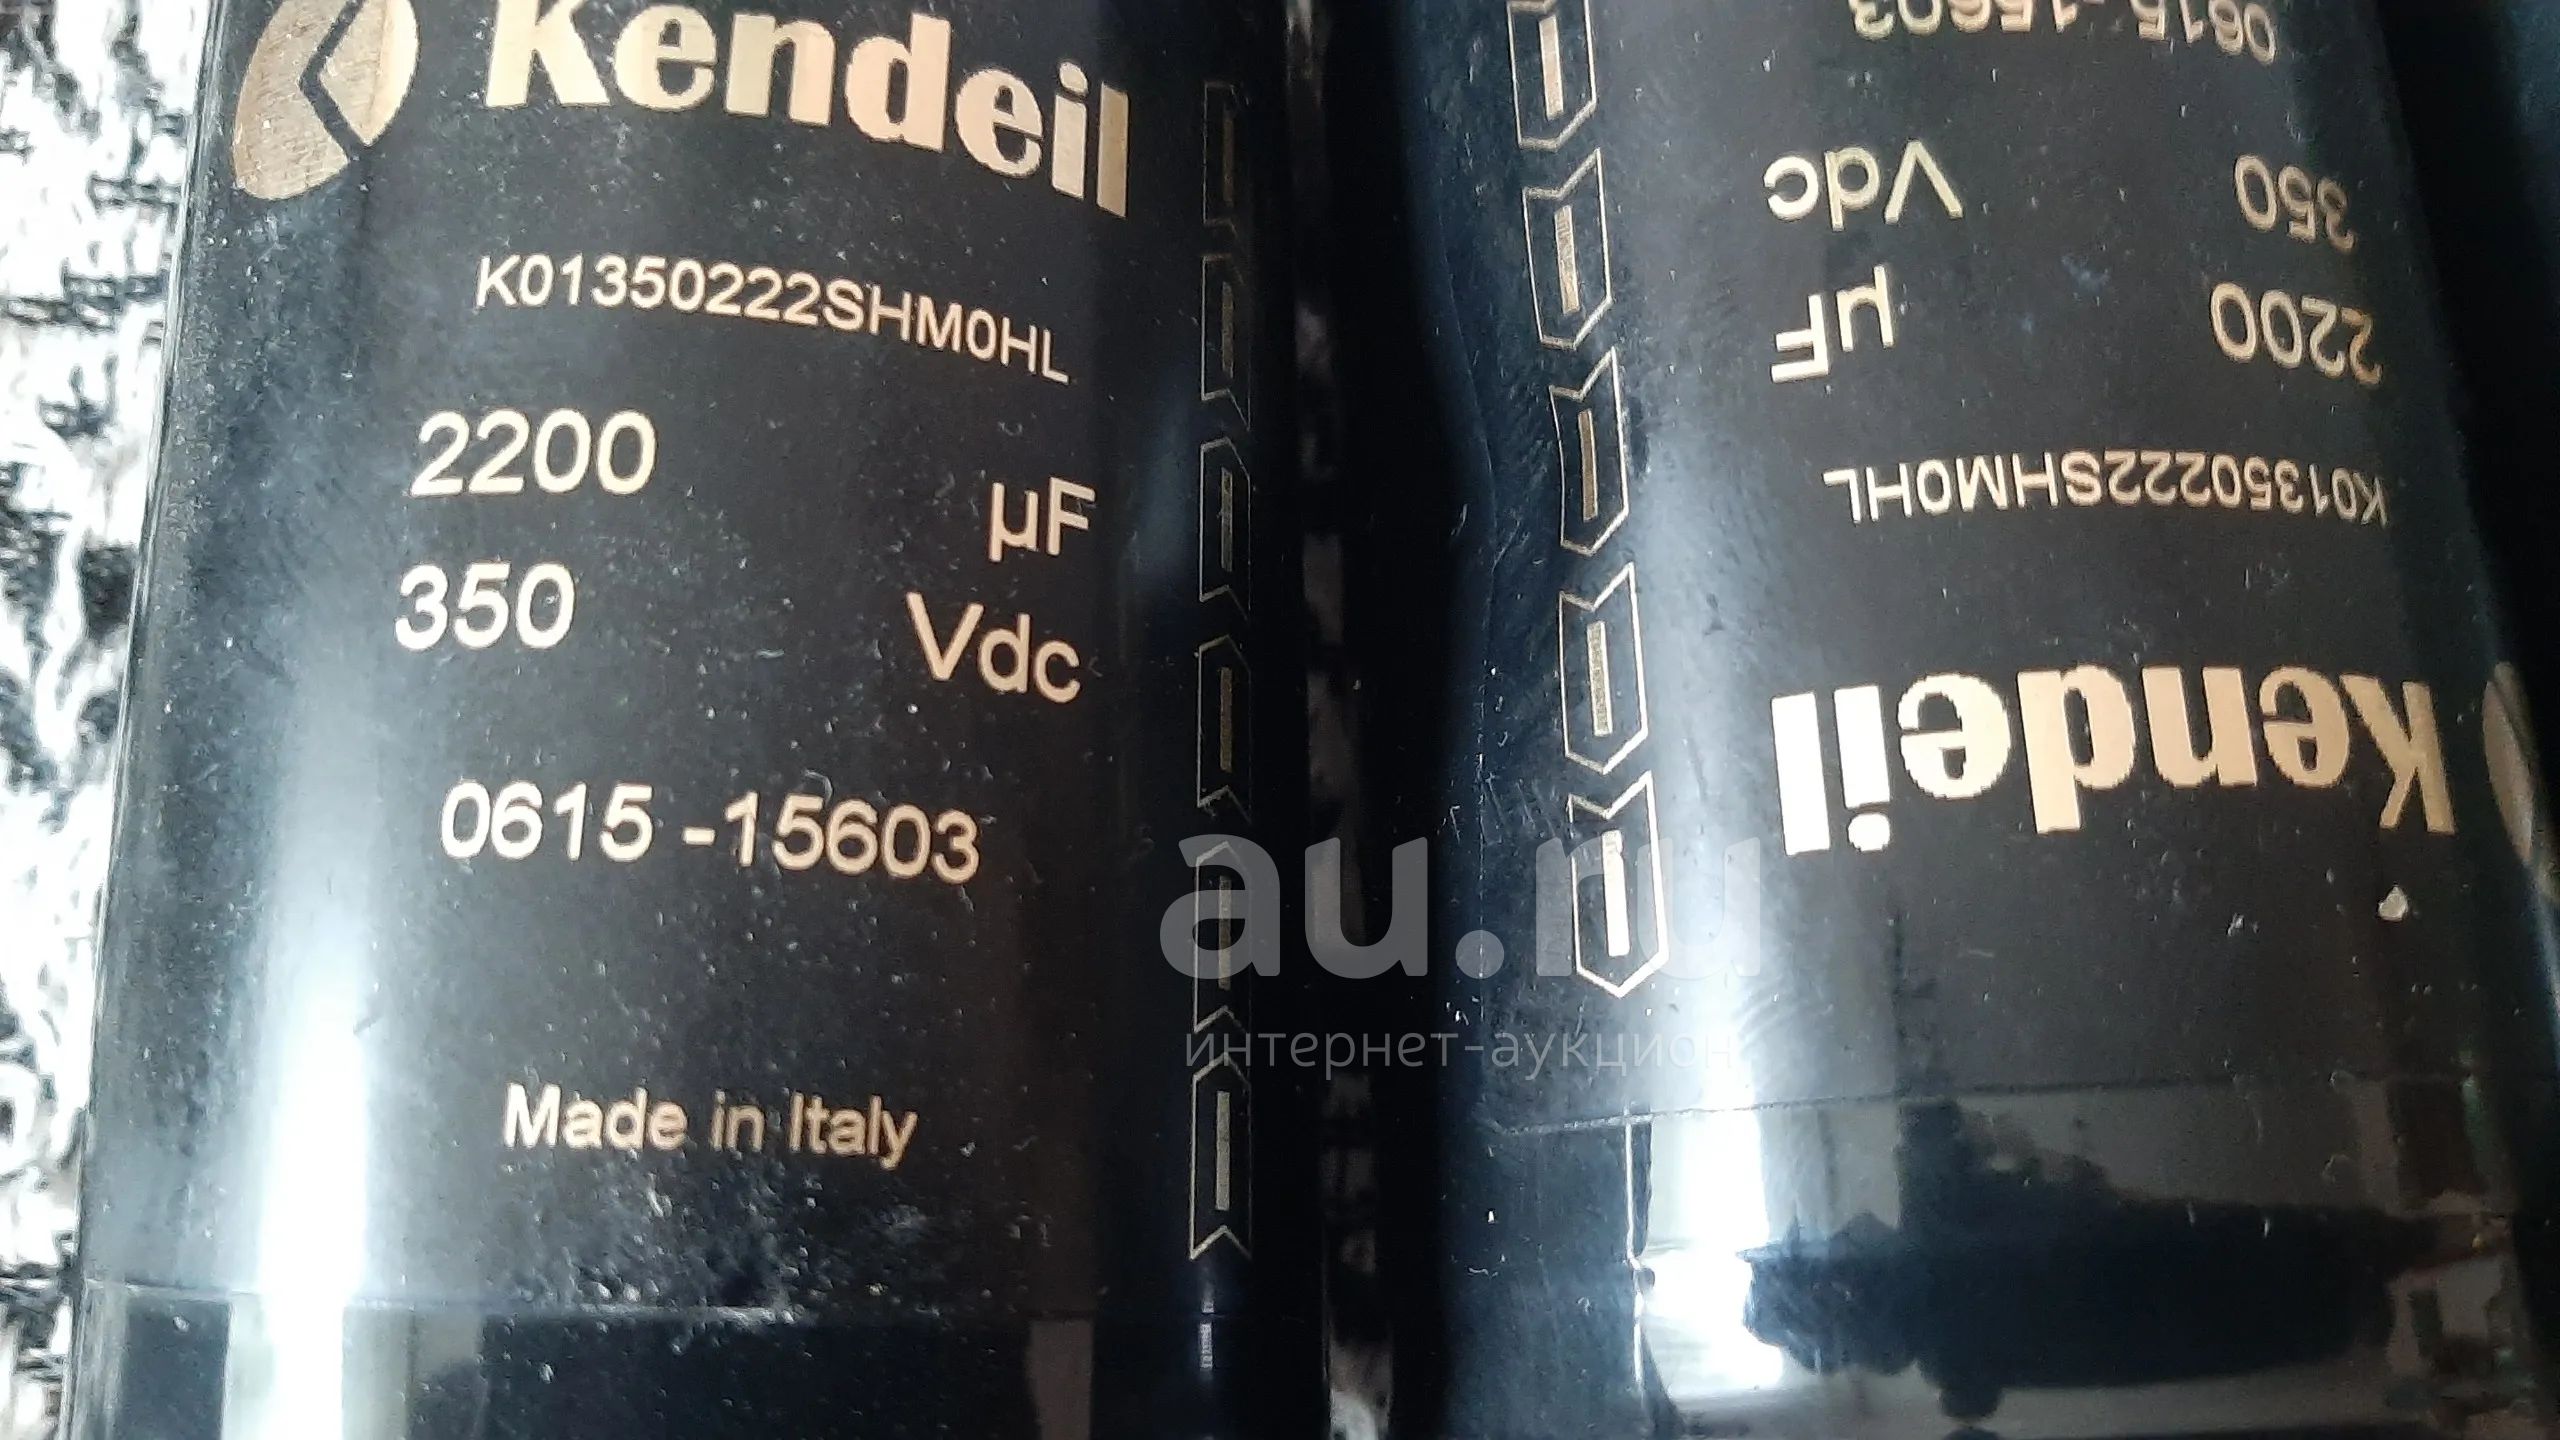 Kendeil
K01350222SHM0HL
2200 µF
350 Vdc
0615 -15603
Made in Italy
Kendeil
K01350222SHM0HL
2200 µF
350 Vdc
0615 -15603
au.ru
интернет-аукцион